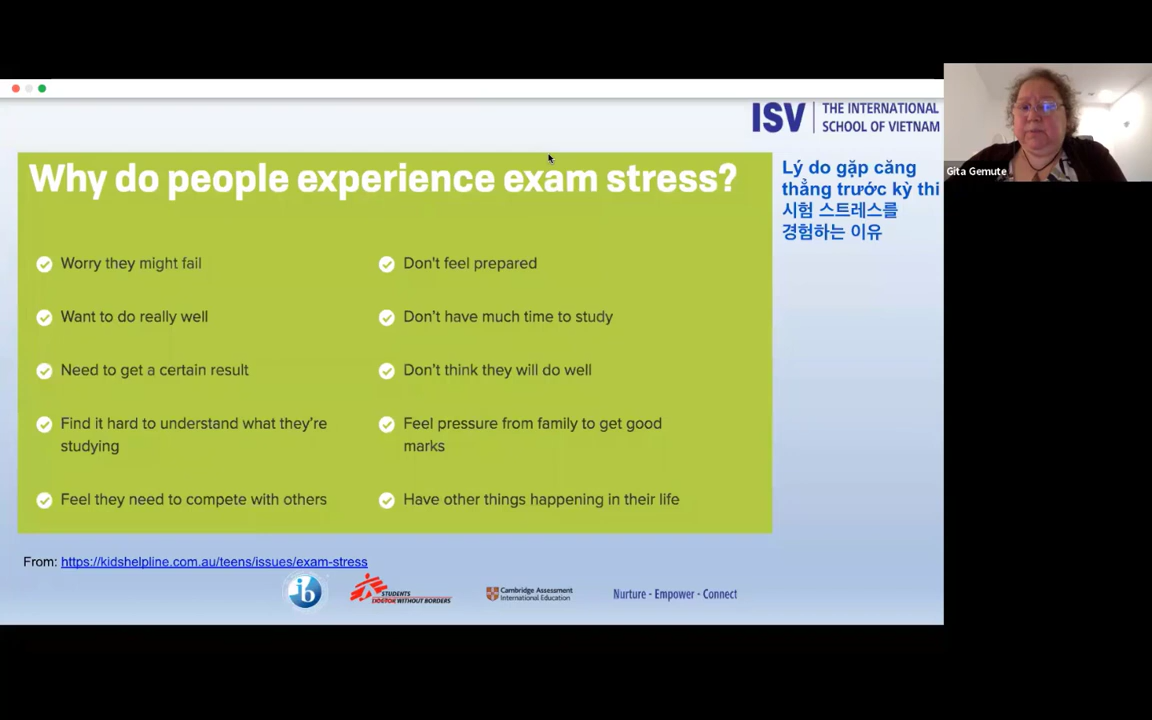 ISV
THE INTERNATIONAL
SCHOOL OF VIETNAM
Why do people experience exam stress?
Lý do gặp căng
thẳng trước kỳ thi
시험 스트레스를
경험하는 이유
Gita Gemute
Worry they might fail
Want to do really well
Need to get a certain result
Find it hard to understand what they're
studying
Feel they need to compete with others
Don't feel prepared
Don't have much time to study
Don't think they will do well
Feel pressure from family to get good
marks
Have other things happening in their life
From: https://kidshelpline.com.au/teens/issues/exam-stress
ib
STUDENTS
DOCTOR WITHOUT BORDERS
Cambridge Assessment
International Education
Nurture - Empower - Connect